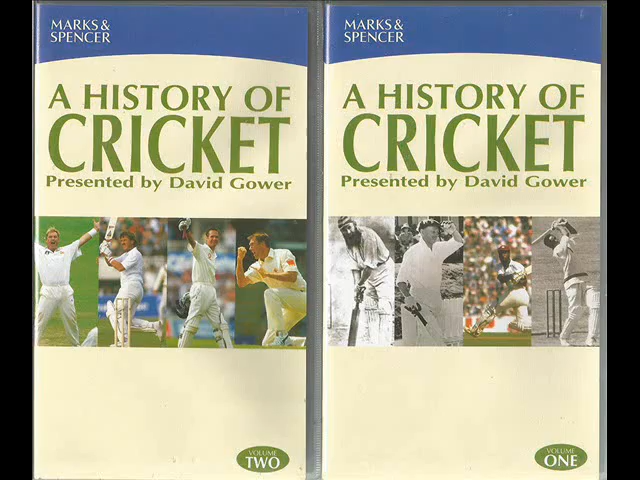 MARKS &
SPENCER
A HISTORY OF
CRICKET
Presented by David Gower
VOLUME
TWO
MARKS &
SPENCER
A HISTORY OF
CRICKET
Presented by David Gower
VOLUME
ONE